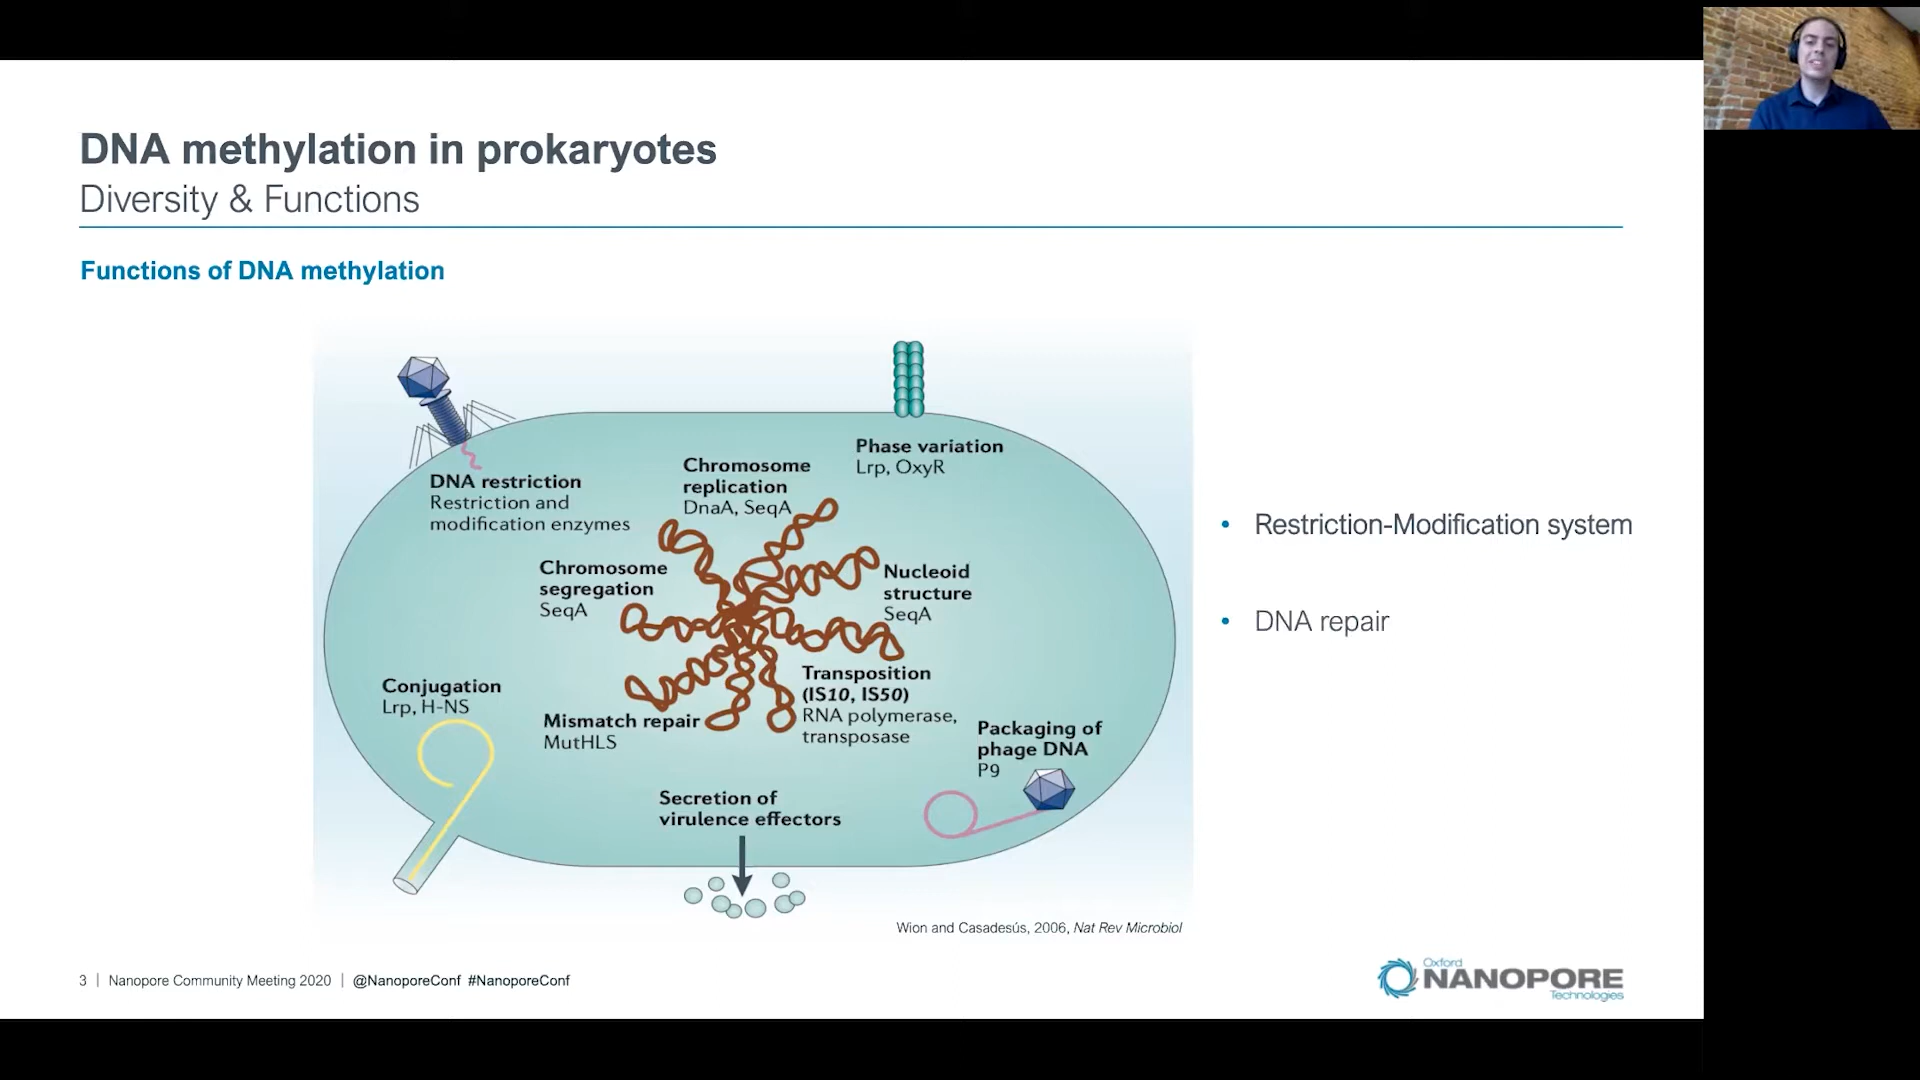 DNA methylation in prokaryotes
Diversity & Functions
Functions of DNA methylation
DNA restriction
Restriction and
modification enzymes
Chromosome
replication
DnaA, SeqA
Phase variation
Lrp, OxyR
Chromosome
segregation
SeqA
Nucleoid
structure
SeqA
Conjugation
Lrp, H-NS
Mismatch repair
MutHLS
Transposition
(IS10, IS50)
RNA polymerase,
transposase
Packaging of
phage DNA
P9
Secretion of
virulence effectors
Wion and Casadesús, 2006, Nat Rev Microbiol
• Restriction-Modification system
• DNA repair
3 | Nanopore Community Meeting 2020 | @NanoporeConf #NanoporeConf
Oxford
NANOPORE
Technologies